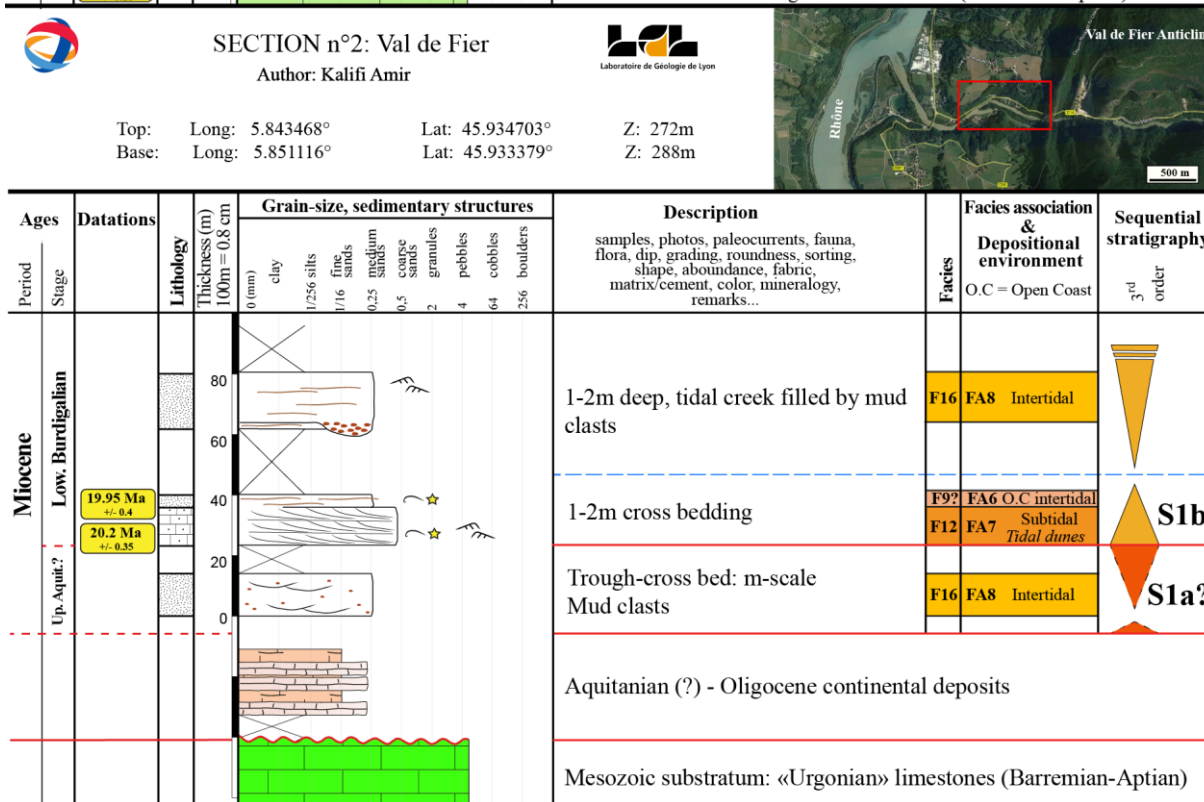 SECTION n°2: Val de Fier
Author: Kalifi Amir
LGL
Laboratoire de Géologie de Lyon
Val de Fier Anticlin
Rhône
500 m
Top: Long: 5.843468° Lat: 45.934703° Z: 272m
Base: Long: 5.851116° Lat: 45.933379° Z: 288m
Ages
Period
Stage
Datations
Lithology
Thickness (m)
100m = 0.8 cm
Grain-size, sedimentary structures
0 (mm)
clay
1/256 silts
1/16 fine sands
0,25 medium sands
0,5 coarse sands
2 granules
4 pebbles
64 cobbles
256 boulders
Description
samples, photos, paleocurrents, fauna,
flora, dip, grading, roundness, sorting,
shape, aboundance, fabric,
matrix/cement, color, mineralogy,
remarks...
Facies
Facies association
&
Depositional
environment
O.C = Open Coast
Sequential
stratigraphy
3rd
order
Miocene
Low. Burdigalian
Up. Aquit.?
19.95 Ma
+/- 0.4
20.2 Ma
+/- 0.35
80
60
40
20
0
1-2m deep, tidal creek filled by mud
clasts
F16 FA8 Intertidal
1-2m cross bedding
F9? FA6 O.C intertidal
F12 FA7 Subtidal
Tidal dunes
S1b
Trough-cross bed: m-scale
Mud clasts
F16 FA8 Intertidal
S1a?
Aquitanian (?) - Oligocene continental deposits
Mesozoic substratum: «Urgonian» limestones (Barremian-Aptian)